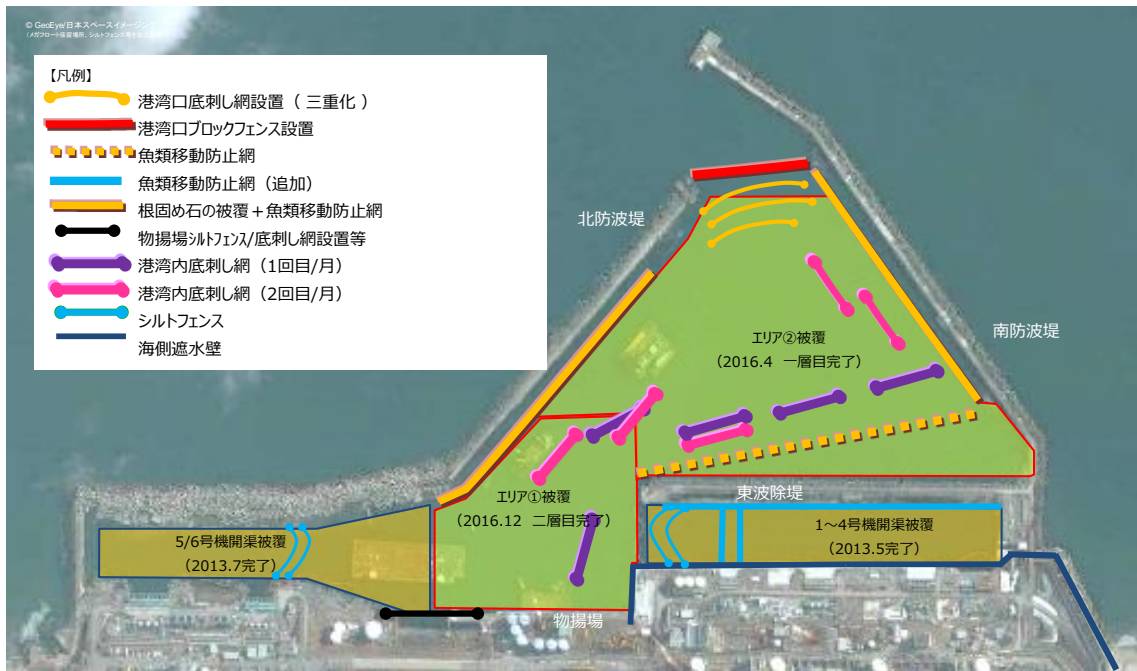 © GeoEye/日本スペースイメージング
【凡例】
港湾口底刺し網設置（ 三重化 ）
港湾口ブロックフェンス設置
魚類移動防止網
魚類移動防止網（追加）
根固め石の被覆＋魚類移動防止網
物揚場ｼﾙﾄﾌｪﾝｽ/底刺し網設置等
港湾内底刺し網（1回目/月）
港湾内底刺し網（2回目/月）
シルトフェンス
海側遮水壁
北防波堤
南防波堤
エリア②被覆
（2016.4 一層目完了）
エリア①被覆
（2016.12 二層目完了）
東波除堤
5/6号機開渠被覆
（2013.7完了）
1～4号機開渠被覆
（2013.5完了）
物揚場